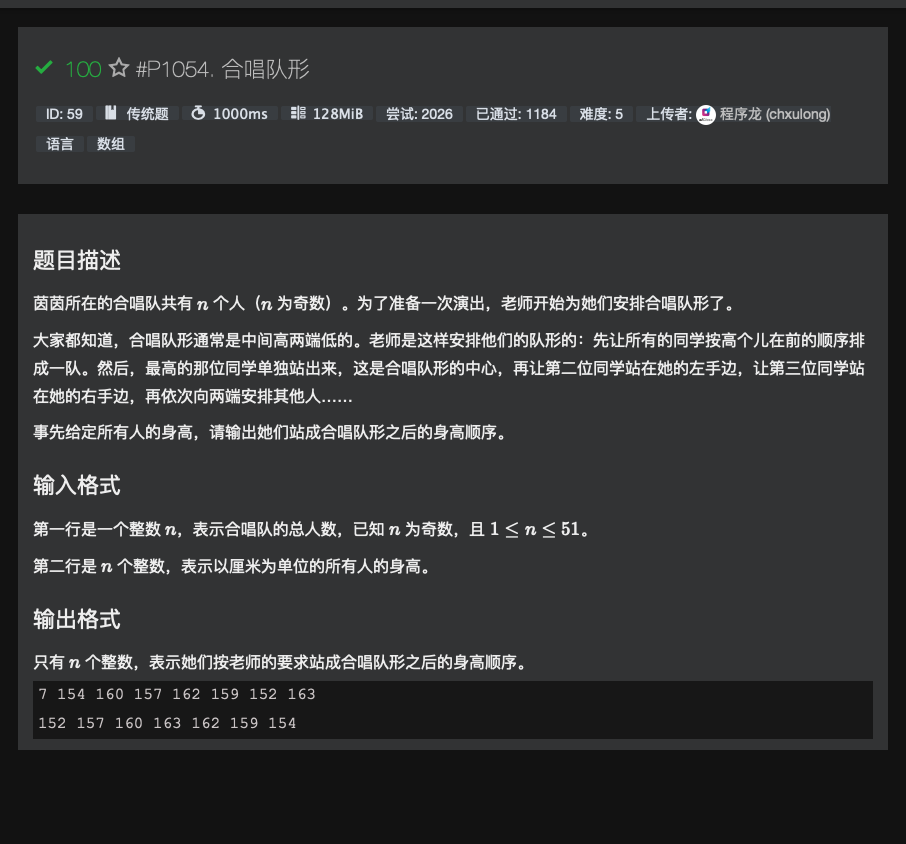 100 #P1054. 合唱队形
ID: 59 传统题 1000ms 128MiB 尝试: 2026 已通过: 1184 难度: 5 上传者: 程序龙 (chxulong)
语言 数组
题目描述
茵茵所在的合唱队共有 n 个人（n 为奇数）。为了准备一次演出，老师开始为她们安排合唱队形了。
大家都知道，合唱队形通常是中间高两端低的。老师是这样安排他们的队形的：先让所有的同学按高个儿在前的顺序排
成一队。然后，最高的那位同学单独站出来，这是合唱队形的中心，再让第二位同学站在她的左手边，让第三位同学站
在她的右手边，再依次向两端安排其他人……
事先给定所有人的身高，请输出她们站成合唱队形之后的身高顺序。
输入格式
第一行是一个整数 n，表示合唱队的总人数，已知 n 为奇数，且 1 ≤ n ≤ 51。
第二行是 n 个整数，表示以厘米为单位的所有人的身高。
输出格式
只有 n 个整数，表示她们按老师的要求站成合唱队形之后的身高顺序。
7 154 160 157 162 159 152 163
152 157 160 163 162 159 154